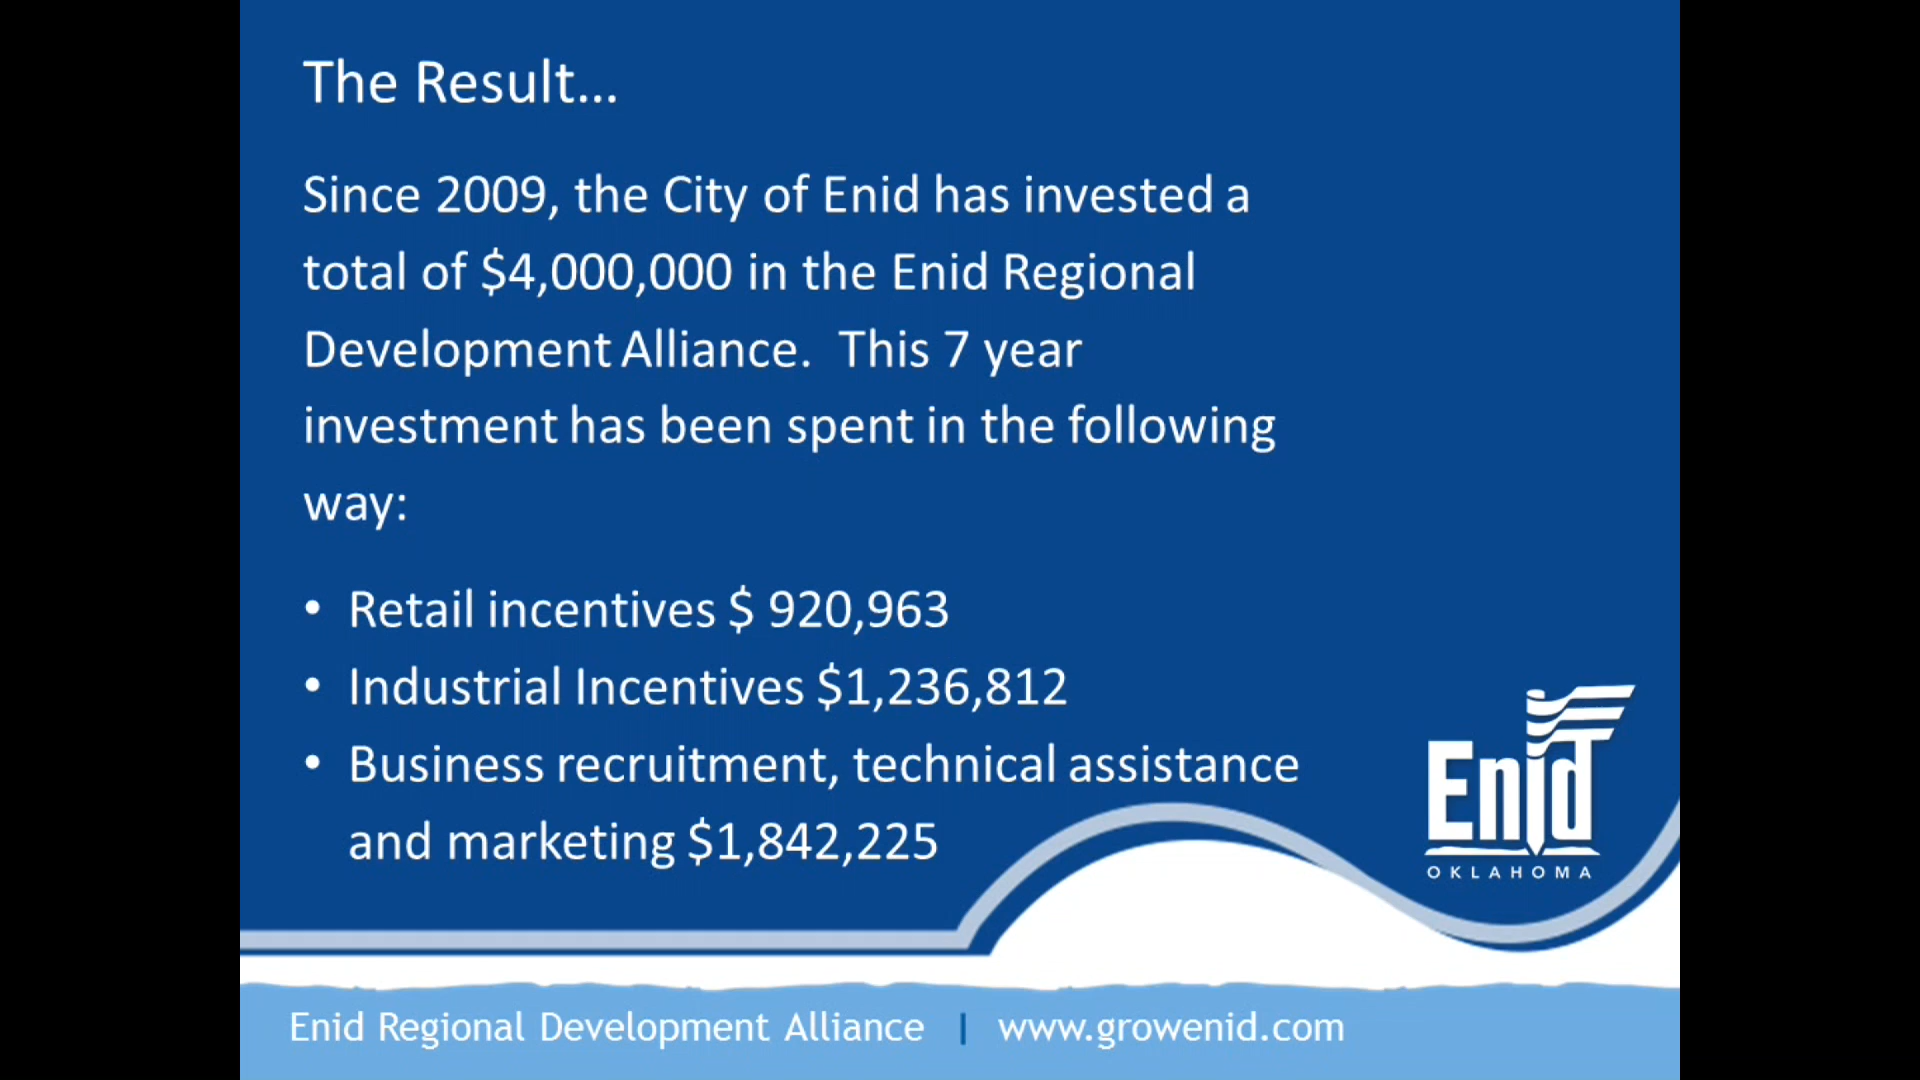 The Result...
Since 2009, the City of Enid has invested a
total of $4,000,000 in the Enid Regional
Development Alliance.  This 7 year
investment has been spent in the following
way:
• Retail incentives $ 920,963
• Industrial Incentives $1,236,812
• Business recruitment, technical assistance
and marketing $1,842,225
Enid
OKLAHOMA
Enid Regional Development Alliance | www.growenid.com